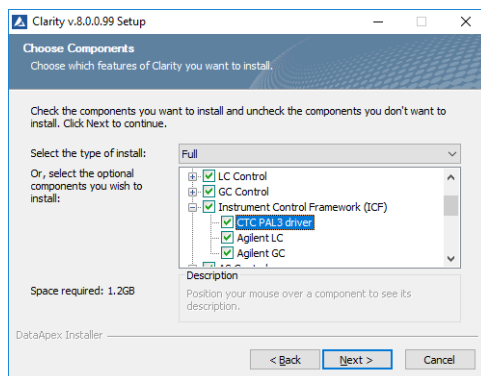 Clarity v.8.0.0.99 Setup
Choose Components
Choose which features of Clarity you want to install.
Check the components you want to install and uncheck the components you don't want to
install. Click Next to continue.
Select the type of install:
Full
Or, select the optional
components you wish to
install:
LC Control
GC Control
Instrument Control Framework (ICF)
CTC PAL3 driver
Agilent LC
Agilent GC
Description
Position your mouse over a component to see its
description.
Space required: 1.2GB
DataApex Installer
< Back
Next >
Cancel